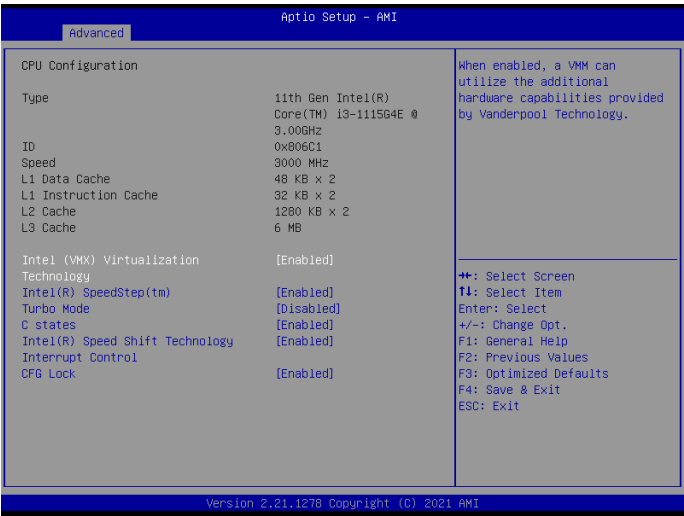 Aptio Setup – AMI
Advanced
CPU Configuration
Type 11th Gen Intel(R)
Core(TM) i3-1115G4E @
3.00GHz
ID 0x806C1
Speed 3000 MHz
L1 Data Cache 48 KB x 2
L1 Instruction Cache 32 KB x 2
L2 Cache 1280 KB x 2
L3 Cache 6 MB
Intel (VMX) Virtualization [Enabled]
Technology
Intel(R) SpeedStep(tm) [Enabled]
Turbo Mode [Disabled]
C states [Enabled]
Intel(R) Speed Shift Technology [Enabled]
Interrupt Control
CFG Lock [Enabled]
When enabled, a VMM can
utilize the additional
hardware capabilities provided
by Vanderpool Technology.
→←: Select Screen
↑↓: Select Item
Enter: Select
+/-: Change Opt.
F1: General Help
F2: Previous Values
F3: Optimized Defaults
F4: Save & Exit
ESC: Exit
Version 2.21.1278 Copyright (C) 2021 AMI